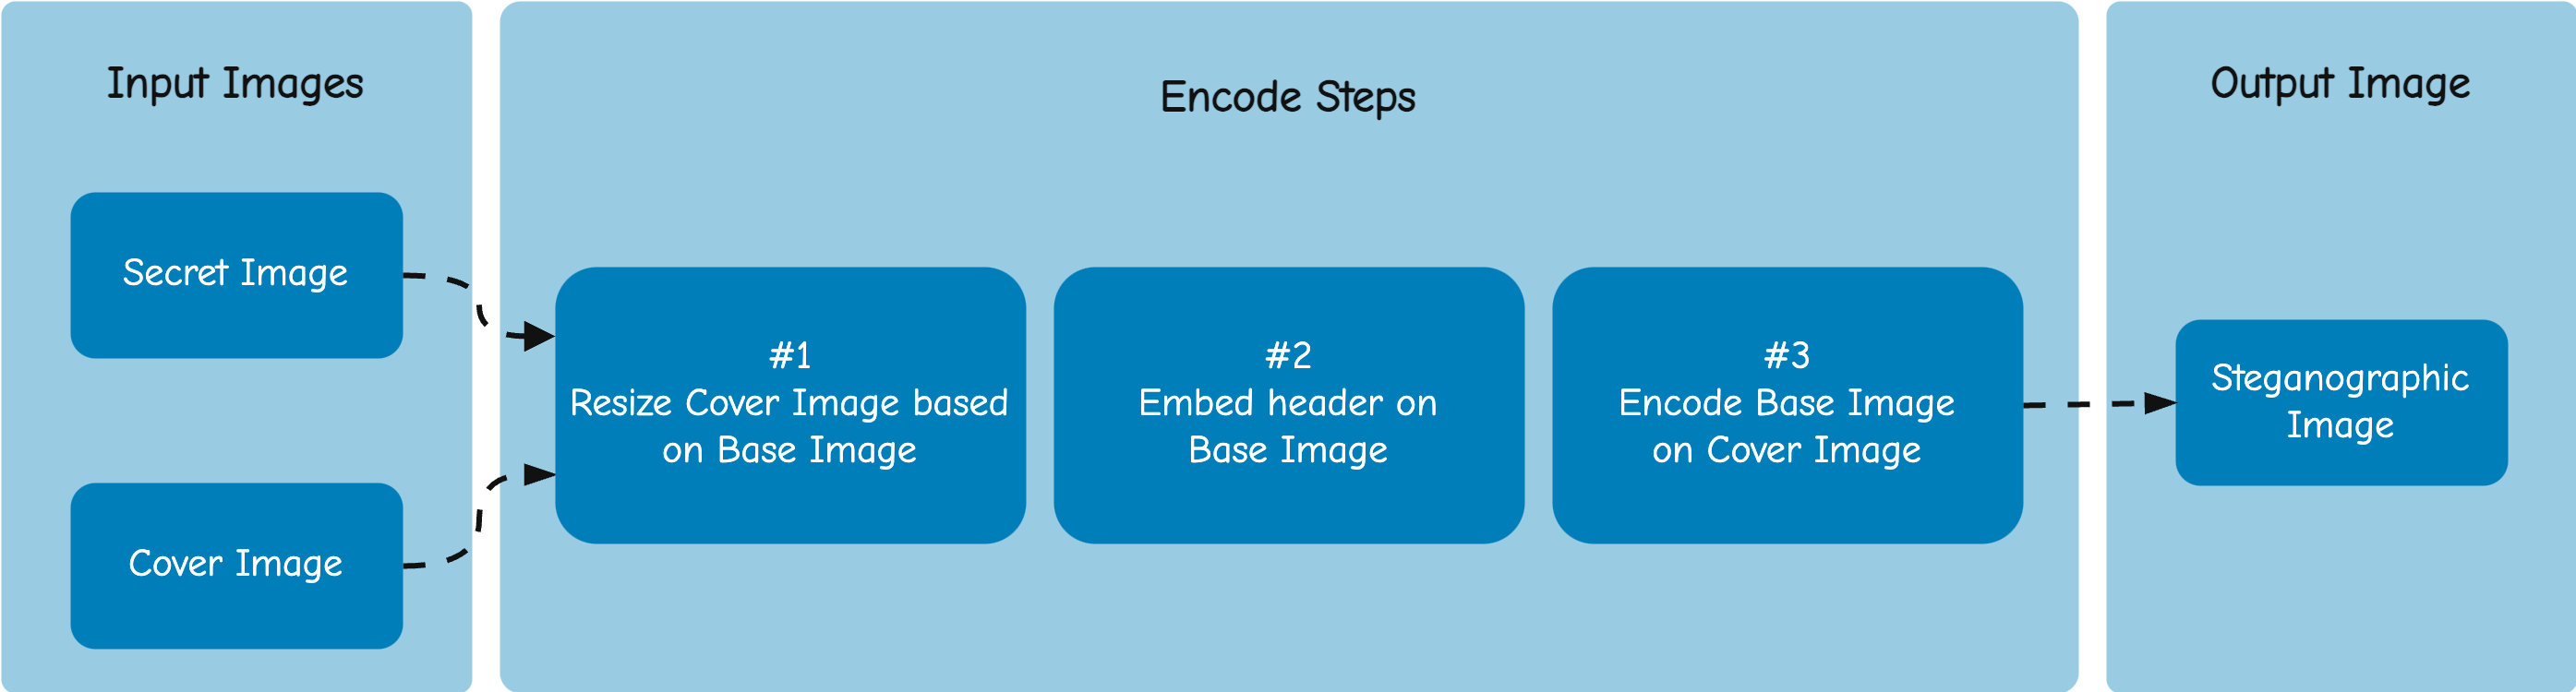 Input Images
Secret Image
Cover Image
Encode Steps
#1
Resize Cover Image based
on Base Image
#2
Embed header on
Base Image
#3
Encode Base Image
on Cover Image
Output Image
Steganographic
Image